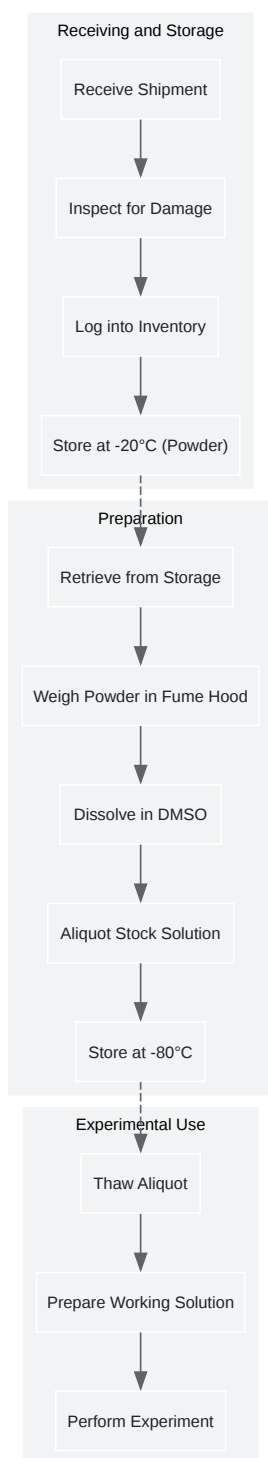 Receiving and Storage
Receive Shipment
Inspect for Damage
Log into Inventory
Store at -20°C (Powder)
Preparation
Retrieve from Storage
Weigh Powder in Fume Hood
Dissolve in DMSO
Aliquot Stock Solution
Store at -80°C
Experimental Use
Thaw Aliquot
Prepare Working Solution
Perform Experiment